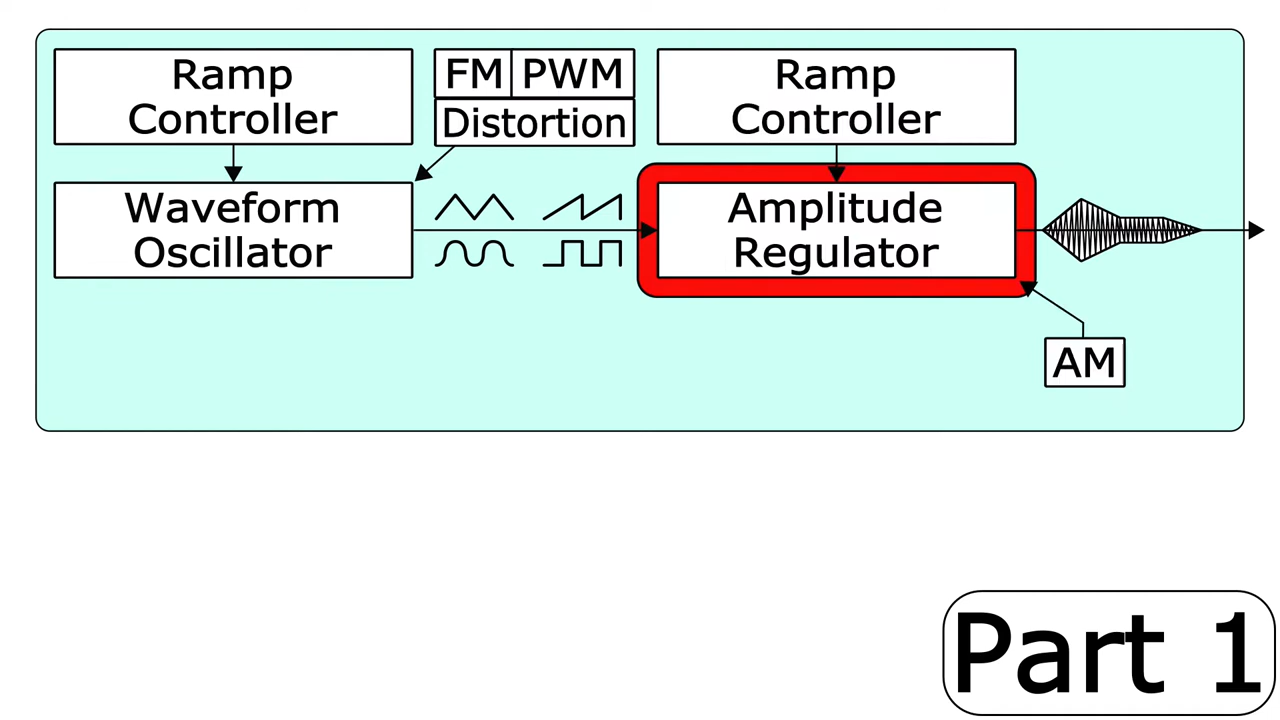 Ramp
Controller
FM PWM
Distortion
Ramp
Controller
Waveform
Oscillator
Amplitude
Regulator
AM
Part 1